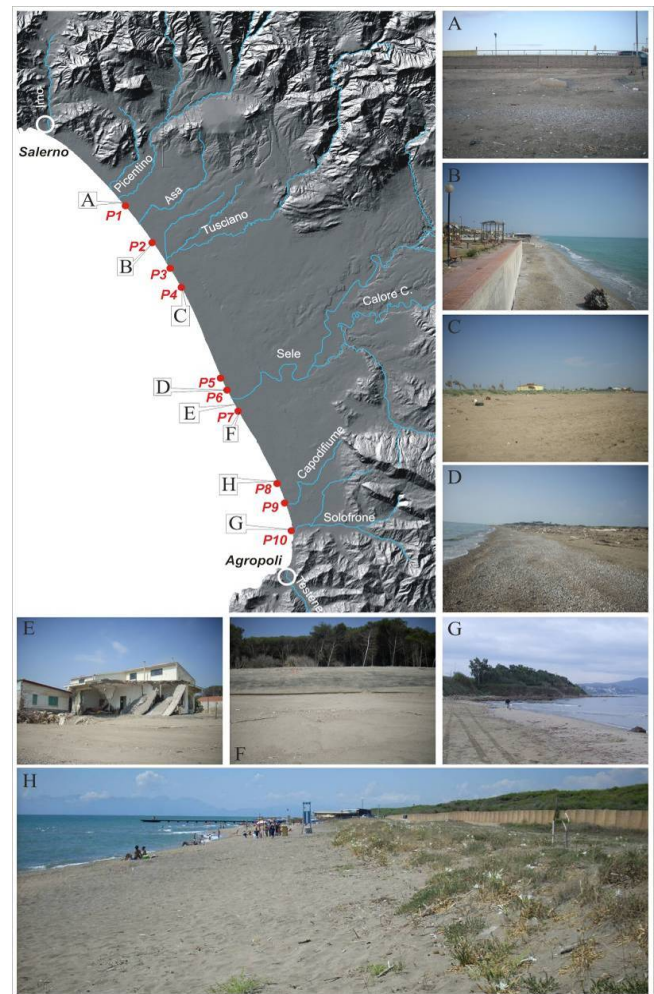 Irno
Salerno
Picentino
Asa
Tusciano
A
P1
P2
B
P3
P4
C
Calore C.
Sele
P5
D
P6
E
P7
F
Capodifiume
H
P8
P9
G
Solofrone
P10
Agropoli
Testene
A
B
C
D
E
F
G
H